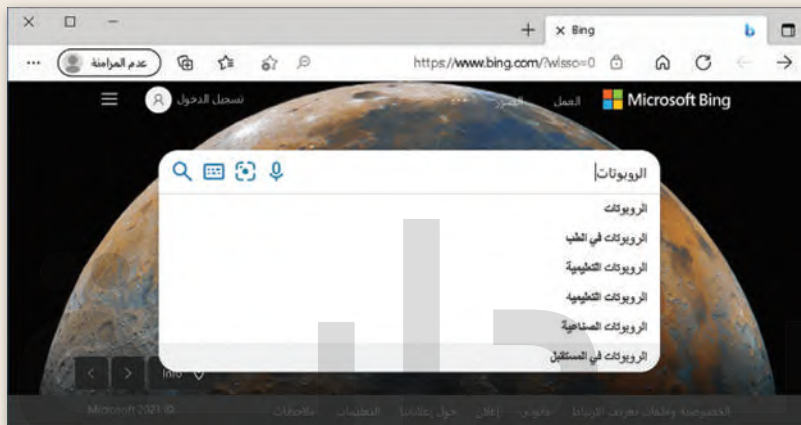 Bing
https://www.bing.com/?wlsso=0
عدم المزامنة
Microsoft Bing
العمل الصور
تسجيل الدخول
الروبوتات
الروبوتات
الروبوتات في الطب
الروبوتات التعليمية
الروبوتات التعليميه
الروبوتات الصناعية
الروبوتات في المستقبل
Info
الخصوصية وملفات تعريف الارتباط قانوني إعلان حول إعلاناتنا التعليمات ملاحظات
Microsoft 2021 ©